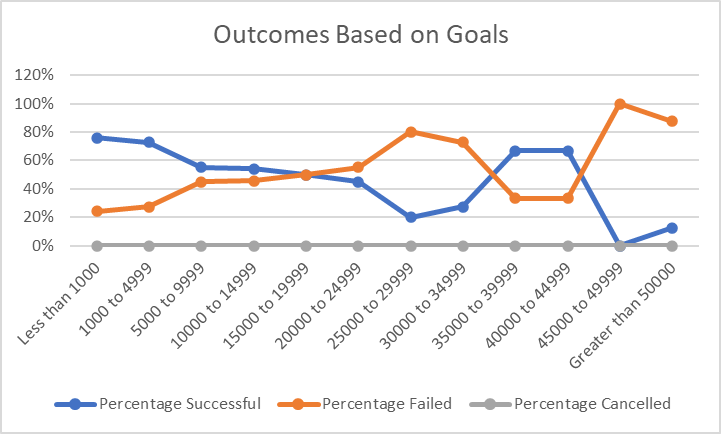 Outcomes Based on Goals
120%
100%
80%
60%
40%
20%
0%
Less than 1000
1000 to 4999
5000 to 9999
10000 to 14999
15000 to 19999
20000 to 24999
25000 to 29999
30000 to 34999
35000 to 39999
40000 to 44999
45000 to 49999
Greater than 50000
Percentage Successful Percentage Failed Percentage Cancelled